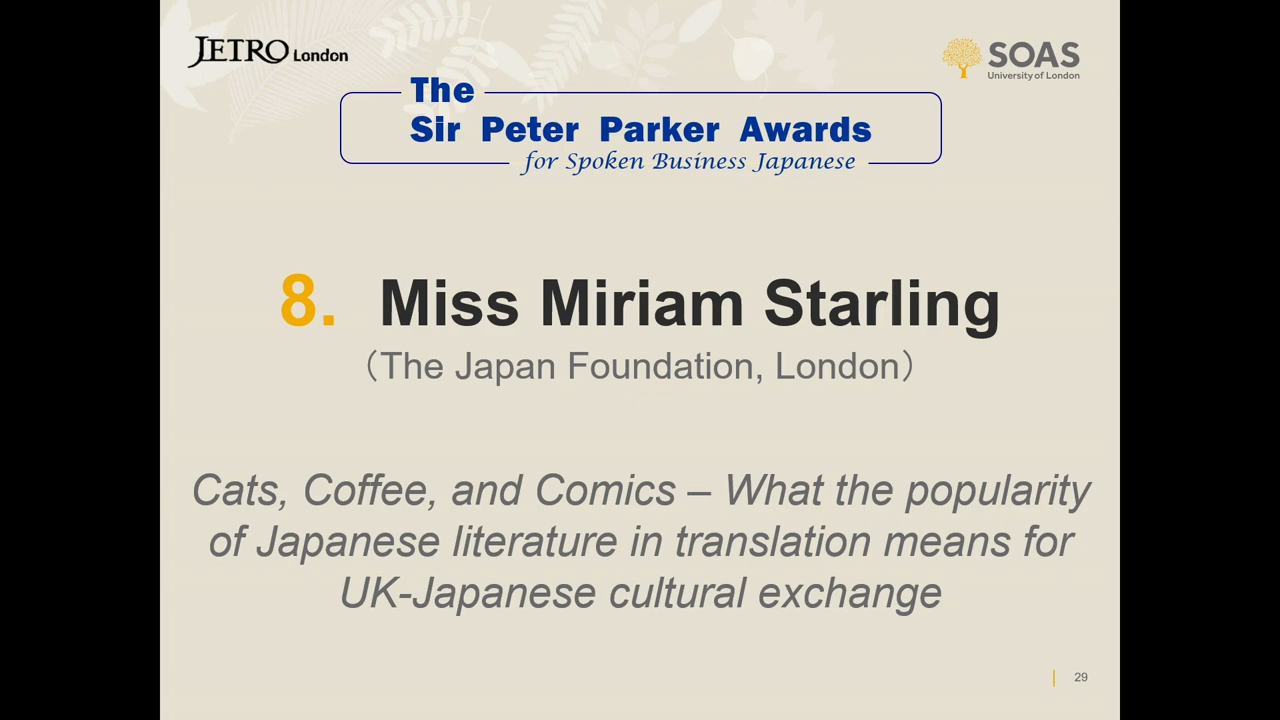 JETRO London
SOAS
University of London
The
Sir Peter Parker Awards
for Spoken Business Japanese
8. Miss Miriam Starling
（The Japan Foundation, London）
Cats, Coffee, and Comics – What the popularity
of Japanese literature in translation means for
UK-Japanese cultural exchange
29